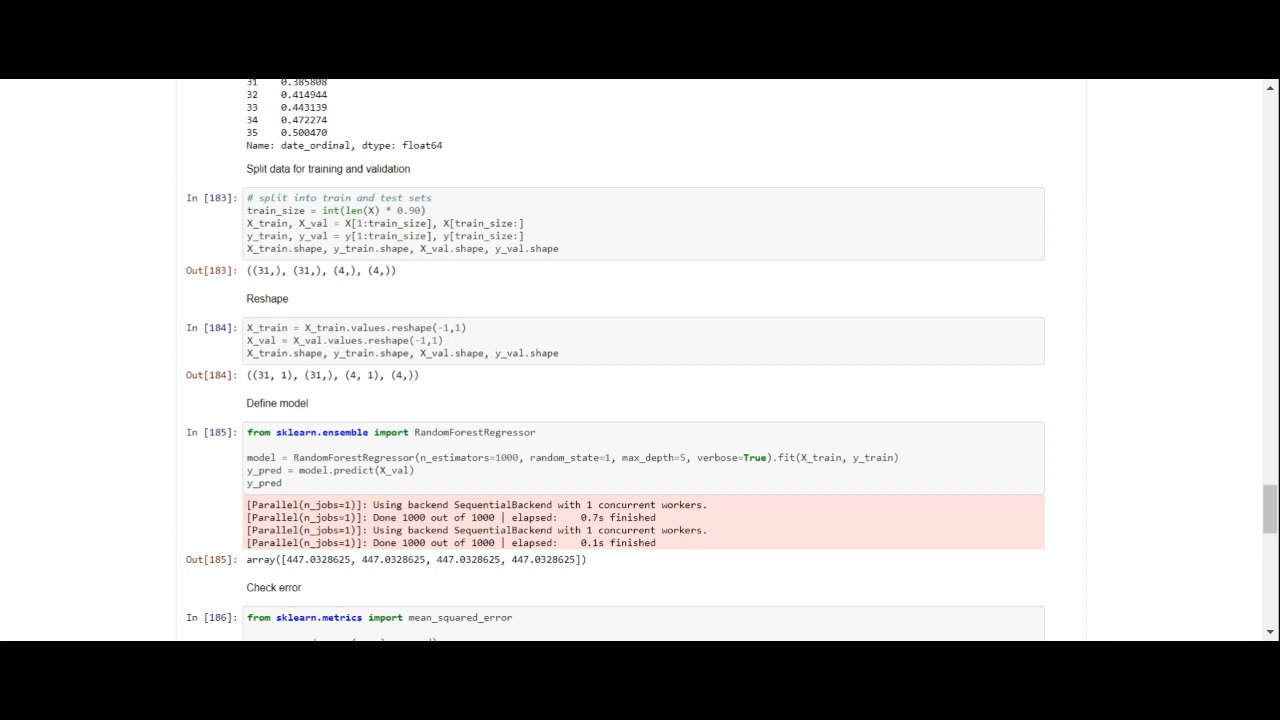 31    0.385808
32    0.414944
33    0.443139
34    0.472274
35    0.500470
Name: date_ordinal, dtype: float64
Split data for training and validation
In [183]: # split into train and test sets
train_size = int(len(X) * 0.90)
X_train, X_val = X[1:train_size], X[train_size:]
y_train, y_val = y[1:train_size], y[train_size:]
X_train.shape, y_train.shape, X_val.shape, y_val.shape
Out[183]: ((31,), (31,), (4,), (4,))
Reshape
In [184]: X_train = X_train.values.reshape(-1,1)
X_val = X_val.values.reshape(-1,1)
X_train.shape, y_train.shape, X_val.shape, y_val.shape
Out[184]: ((31, 1), (31,), (4, 1), (4,))
Define model
In [185]: from sklearn.ensemble import RandomForestRegressor
model = RandomForestRegressor(n_estimators=1000, random_state=1, max_depth=5, verbose=True).fit(X_train, y_train)
y_pred = model.predict(X_val)
y_pred
[Parallel(n_jobs=1)]: Using backend SequentialBackend with 1 concurrent workers.
[Parallel(n_jobs=1)]: Done 1000 out of 1000 | elapsed:    0.7s finished
[Parallel(n_jobs=1)]: Using backend SequentialBackend with 1 concurrent workers.
[Parallel(n_jobs=1)]: Done 1000 out of 1000 | elapsed:    0.1s finished
Out[185]: array([447.0328625, 447.0328625, 447.0328625, 447.0328625])
Check error
In [186]: from sklearn.metrics import mean_squared_error